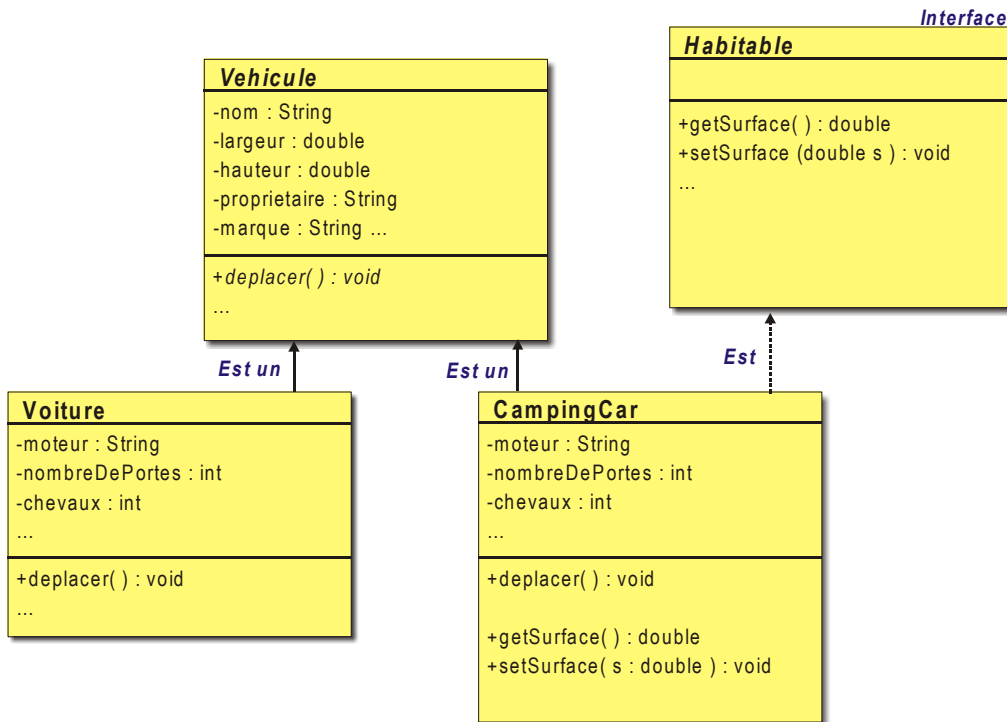 Interface
Habitable
+getSurface( ) : double
+setSurface (double s ) : void
...
Vehicule
-nom : String
-largeur : double
-hauteur : double
-proprietaire : String
-marque : String ...
+deplacer( ) : void
...
Est un
Est un
Est
Voiture
-moteur : String
-nombreDePortes : int
-chevaux : int
...
+deplacer( ) : void
...
CampingCar
-moteur : String
-nombreDePortes : int
-chevaux : int
...
+deplacer( ) : void
+getSurface( ) : double
+setSurface( s : double ) : void